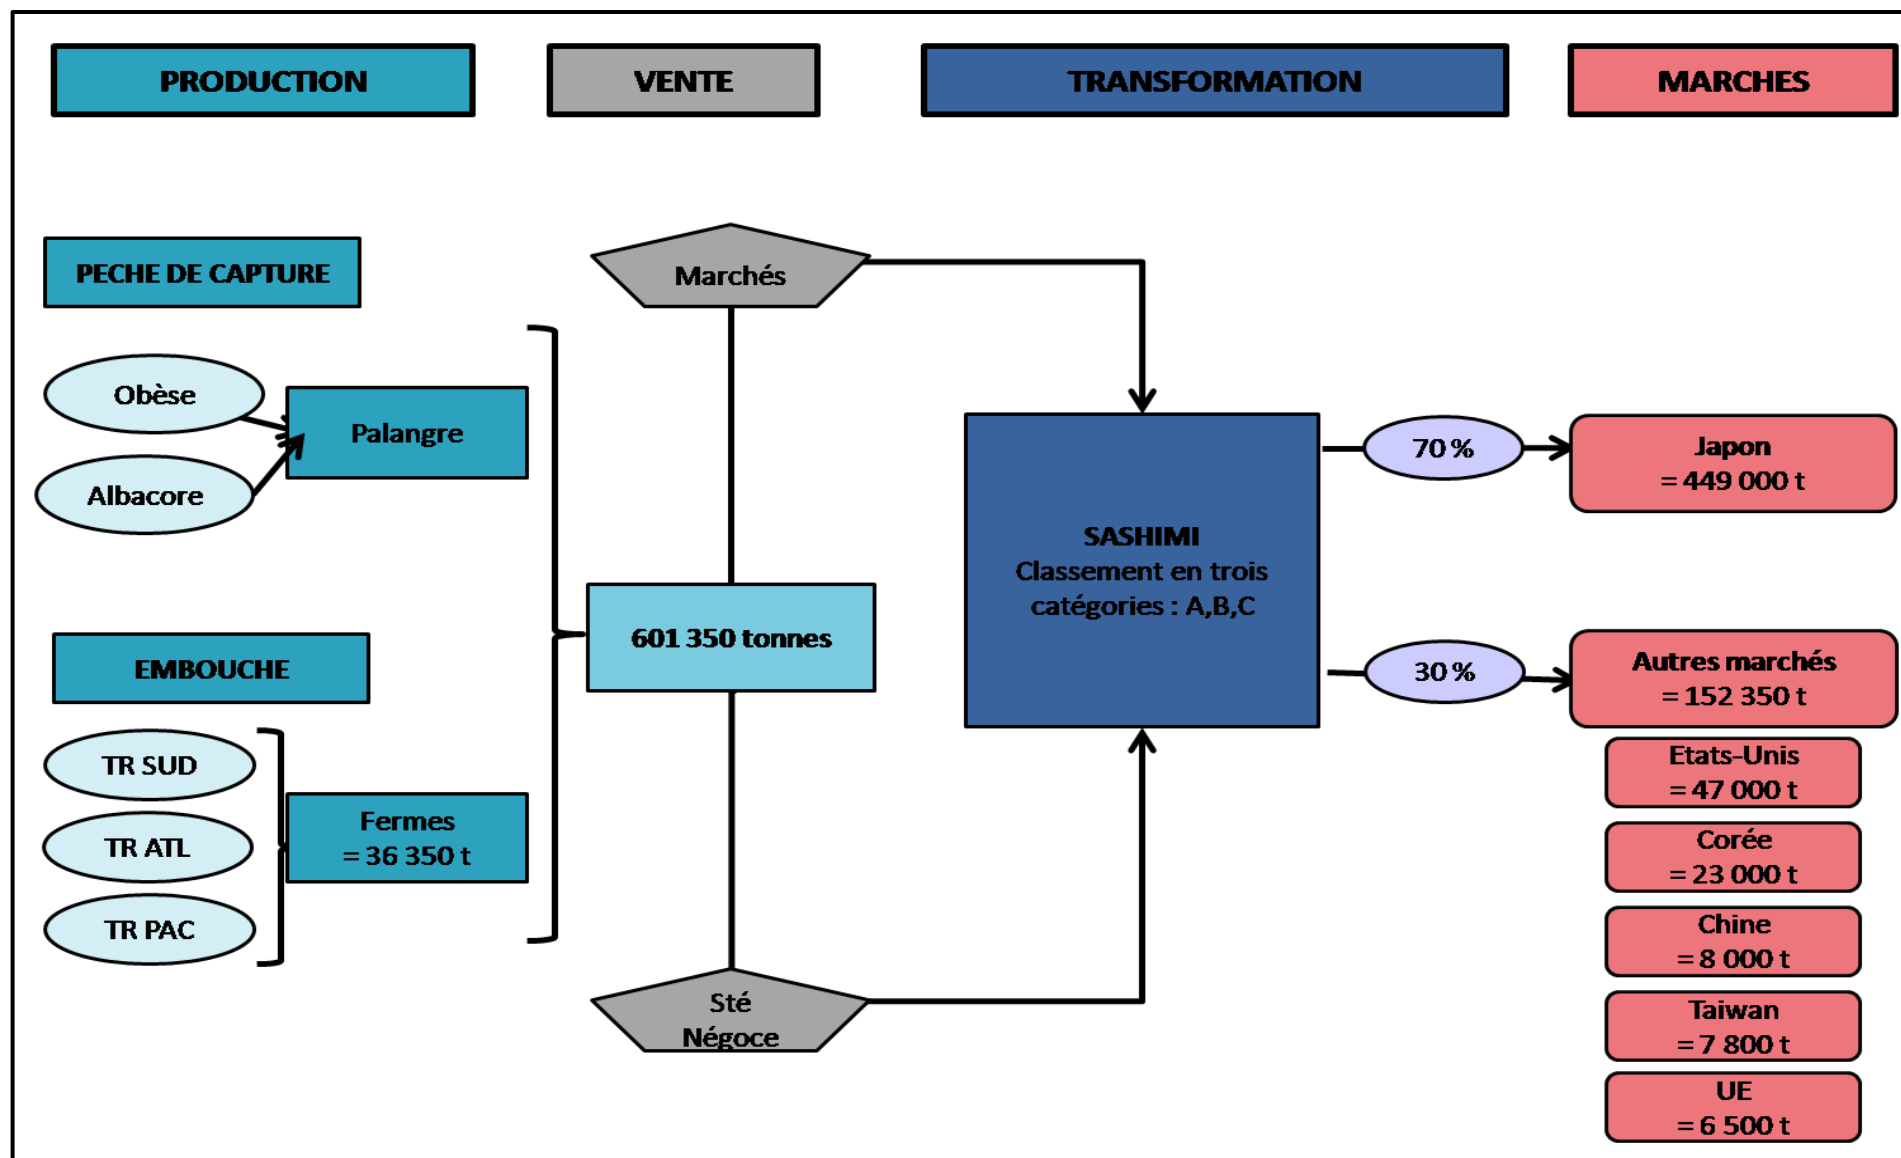 PRODUCTION
VENTE
TRANSFORMATION
MARCHES
PECHE DE CAPTURE
Obèse
Albacore
Palangre
EMBOUCHE
TR SUD
TR ATL
TR PAC
Fermes
= 36 350 t
Marchés
601 350 tonnes
Sté
Négoce
SASHIMI
Classement en trois
catégories : A,B,C
70 %
30 %
Japon
= 449 000 t
Autres marchés
= 152 350 t
Etats-Unis
= 47 000 t
Corée
= 23 000 t
Chine
= 8 000 t
Taiwan
= 7 800 t
UE
= 6 500 t